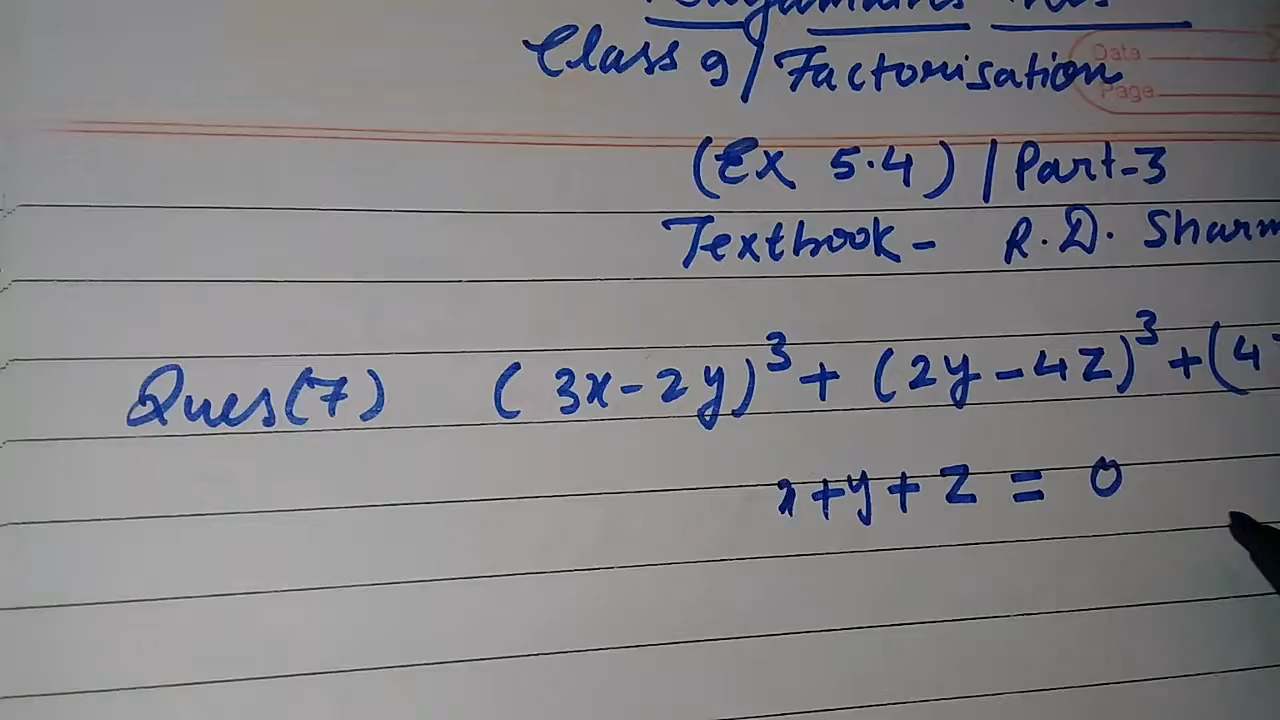 Class 9 / Factorisation
Data
Page
(Ex 5.4) / Part-3
Textbook - R.D. Sharm
Ques(7) (3x-2y)³ + (2y-4z)³ + (4
x+y+z = 0